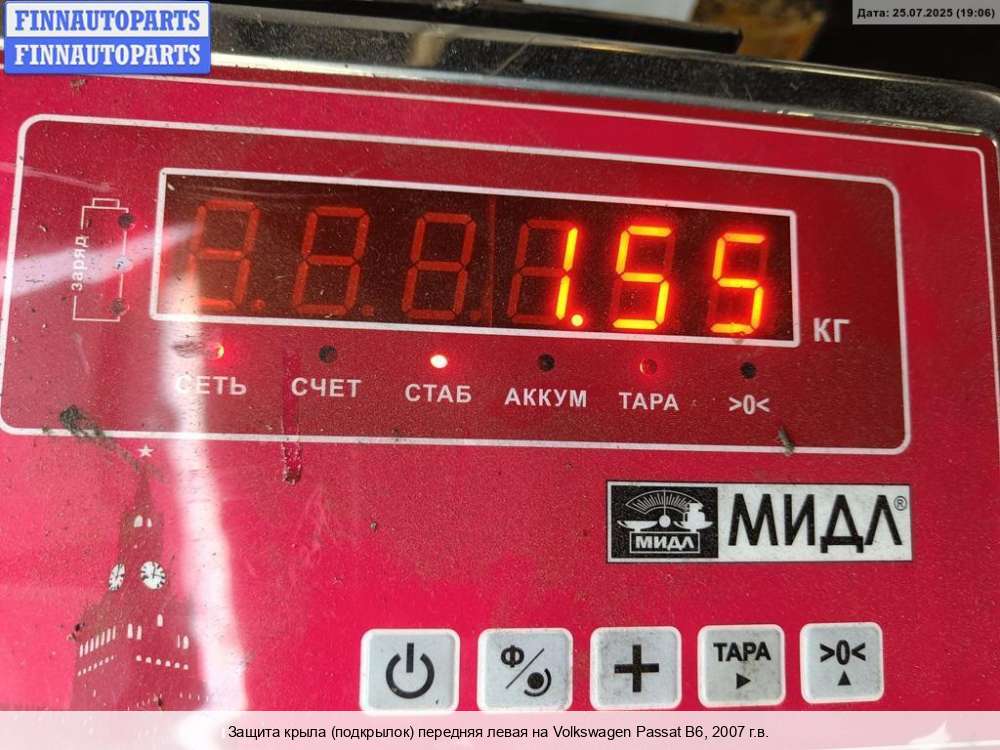 FINNAUTOPARTS
FINNAUTOPARTS
Дата: 25.07.2025 (19:06)
заряд
1.55
КГ
СЕТЬ СЧЕТ СТАБ АККУМ ТАРА >0<
МИДЛ МИДЛ®
Ф ТАРА >0<
Защита крыла (подкрылок) передняя левая на Volkswagen Passat B6, 2007 г.в.